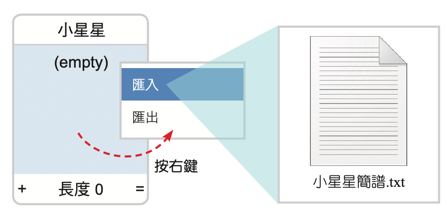 小星星
(empty)
匯入
匯出
按右鍵
+ 長度 0 =
小星星簡譜.txt